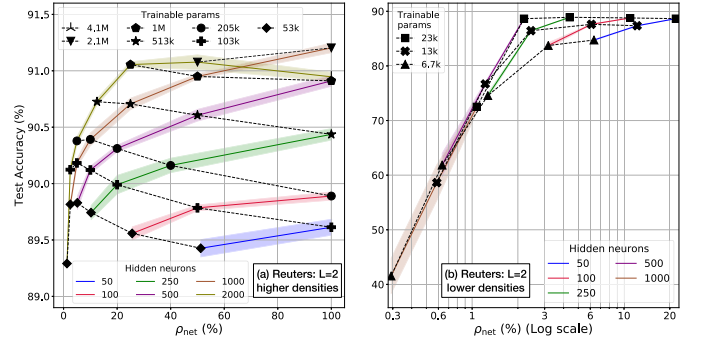 Trainable params
4,1M 1M 205k 53k
2,1M 513k 103k
91.5
91.0
90.5
90.0
89.5
89.0
Test Accuracy (%)
Hidden neurons
50 250 1000
100 500 2000
(a) Reuters: L=2
higher densities
0 20 40 60 80 100
ρnet (%)
Trainable
params
23k
13k
6,7k
90
80
70
60
50
40
Hidden neurons
50 500
100 1000
250
(b) Reuters: L=2
lower densities
0.3 0.6 1 3 6 10 20
ρnet (%) (Log scale)